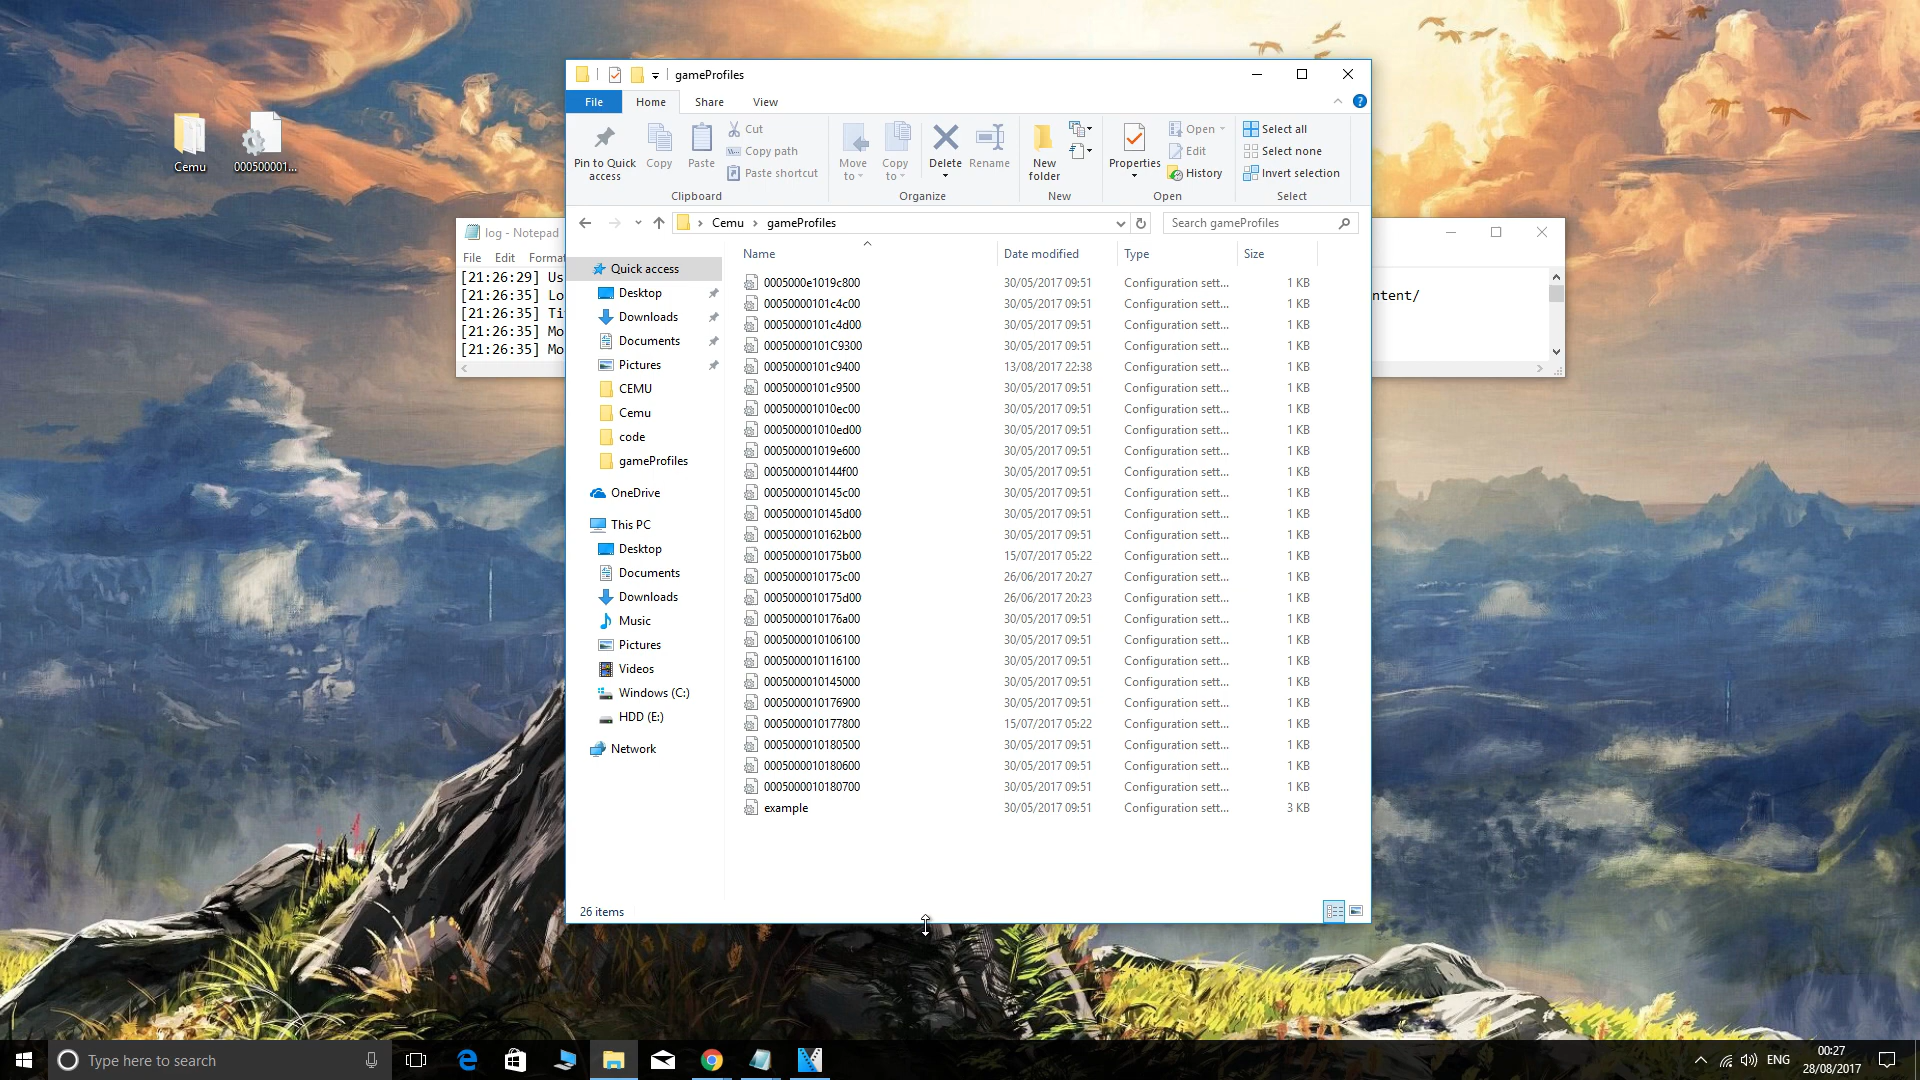 gameProfiles
File Home Share View
Pin to Quick access
Copy
Paste
Cut
Copy path
Paste shortcut
Clipboard
Move to
Copy to
Delete
Rename
Organize
New folder
New
Properties
Open
Edit
History
Open
Select all
Select none
Invert selection
Select
Cemu
000500001...
Cemu gameProfiles
Search gameProfiles
log - Notepad
File Edit Format
[21:26:29] Us
[21:26:35] Lo
[21:26:35] Ti
[21:26:35] Mo
[21:26:35] Mo
ntent/
Quick access
Desktop
Downloads
Documents
Pictures
CEMU
Cemu
code
gameProfiles
OneDrive
This PC
Desktop
Documents
Downloads
Music
Pictures
Videos
Windows (C:)
HDD (E:)
Network
Name Date modified Type Size
0005000e1019c800 30/05/2017 09:51 Configuration sett... 1 KB
00050000101c4c00 30/05/2017 09:51 Configuration sett... 1 KB
00050000101c4d00 30/05/2017 09:51 Configuration sett... 1 KB
00050000101C9300 30/05/2017 09:51 Configuration sett... 1 KB
00050000101c9400 13/08/2017 22:38 Configuration sett... 1 KB
00050000101c9500 30/05/2017 09:51 Configuration sett... 1 KB
000500001010ec00 30/05/2017 09:51 Configuration sett... 1 KB
000500001010ed00 30/05/2017 09:51 Configuration sett... 1 KB
000500001019e600 30/05/2017 09:51 Configuration sett... 1 KB
0005000010144f00 30/05/2017 09:51 Configuration sett... 1 KB
0005000010145c00 30/05/2017 09:51 Configuration sett... 1 KB
0005000010145d00 30/05/2017 09:51 Configuration sett... 1 KB
0005000010162b00 30/05/2017 09:51 Configuration sett... 1 KB
0005000010175b00 15/07/2017 05:22 Configuration sett... 1 KB
0005000010175c00 26/06/2017 20:27 Configuration sett... 1 KB
0005000010175d00 26/06/2017 20:23 Configuration sett... 1 KB
0005000010176a00 30/05/2017 09:51 Configuration sett... 1 KB
0005000010106100 30/05/2017 09:51 Configuration sett... 1 KB
0005000010116100 30/05/2017 09:51 Configuration sett... 1 KB
0005000010145000 30/05/2017 09:51 Configuration sett... 1 KB
0005000010176900 30/05/2017 09:51 Configuration sett... 1 KB
0005000010177800 15/07/2017 05:22 Configuration sett... 1 KB
0005000010180500 30/05/2017 09:51 Configuration sett... 1 KB
0005000010180600 30/05/2017 09:51 Configuration sett... 1 KB
0005000010180700 30/05/2017 09:51 Configuration sett... 1 KB
example 30/05/2017 09:51 Configuration sett... 3 KB
26 items
Type here to search
ENG
00:27
28/08/2017